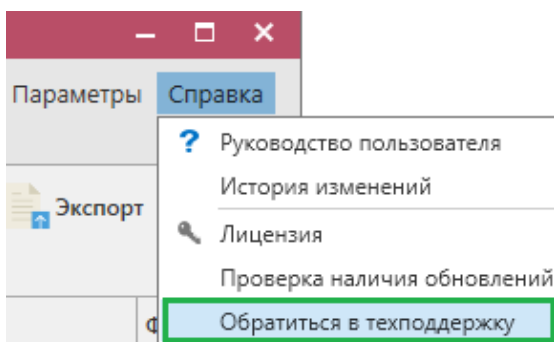 Параметры Справка
Руководство пользователя
История изменений
Экспорт
Лицензия
Проверка наличия обновлений
Обратиться в техподдержку